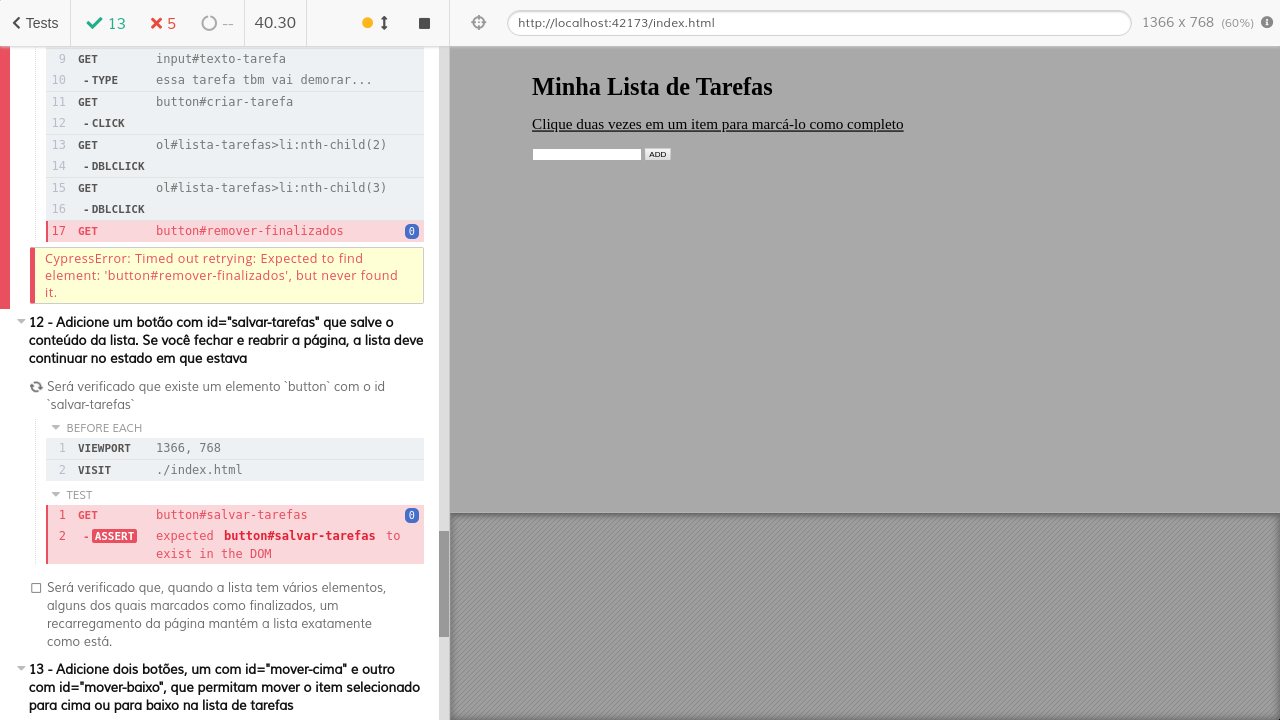 Tests 13 5 -- 40.30
http://localhost:42173/index.html 1366 x 768 (60%)
9 GET input#texto-tarefa
10 - TYPE essa tarefa tbm vai demorar...
11 GET button#criar-tarefa
12 - CLICK
13 GET ol#lista-tarefas>li:nth-child(2)
14 - DBLCLICK
15 GET ol#lista-tarefas>li:nth-child(3)
16 - DBLCLICK
17 GET button#remover-finalizados 0
CypressError: Timed out retrying: Expected to find
element: 'button#remover-finalizados', but never found
it.
12 - Adicione um botão com id="salvar-tarefas" que salve o
conteúdo da lista. Se você fechar e reabrir a página, a lista deve
continuar no estado em que estava
Será verificado que existe um elemento `button` com o id
`salvar-tarefas`
BEFORE EACH
1 VIEWPORT 1366, 768
2 VISIT ./index.html
TEST
1 GET button#salvar-tarefas 0
2 - ASSERT expected button#salvar-tarefas to
exist in the DOM
Será verificado que, quando a lista tem vários elementos,
alguns dos quais marcados como finalizados, um
recarregamento da página mantém a lista exatamente
como está.
13 - Adicione dois botões, um com id="mover-cima" e outro
com id="mover-baixo", que permitam mover o item selecionado
para cima ou para baixo na lista de tarefas
Minha Lista de Tarefas
Clique duas vezes em um item para marcá-lo como completo
ADD